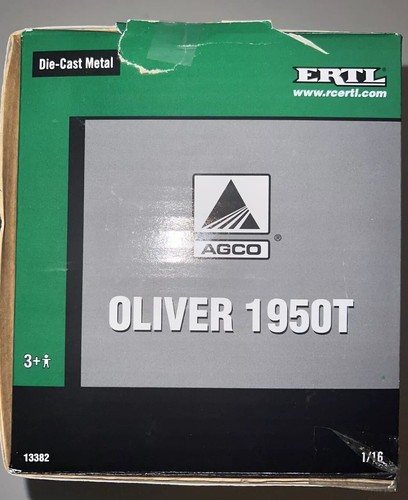 Die-Cast Metal
ERTL®
www.rcertl.com
AGCO®
OLIVER 1950T
3+
13382
1/16